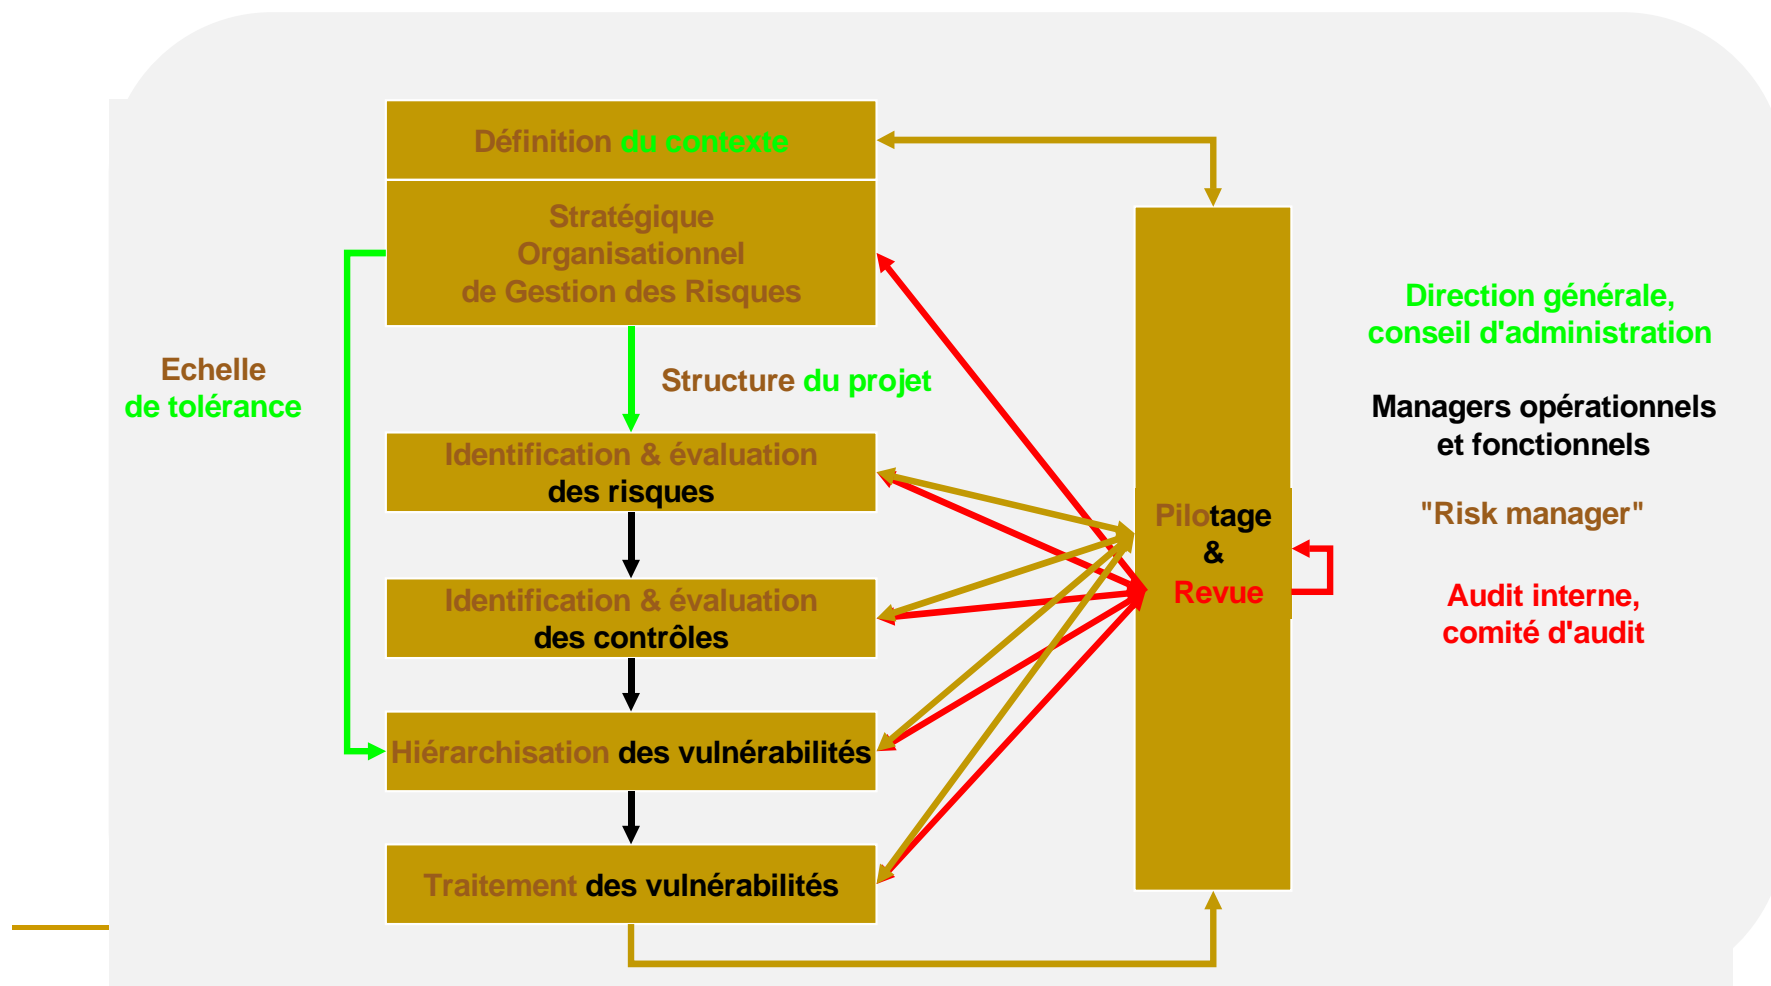 Définition du contexte
Stratégique
Organisationnel
de Gestion des Risques
Echelle
de tolérance
Structure du projet
Identification & évaluation
des risques
Identification & évaluation
des contrôles
Hiérarchisation des vulnérabilités
Traitement des vulnérabilités
Pilotage
&
Revue
Direction générale,
conseil d'administration
Managers opérationnels
et fonctionnels
"Risk manager"
Audit interne,
comité d'audit